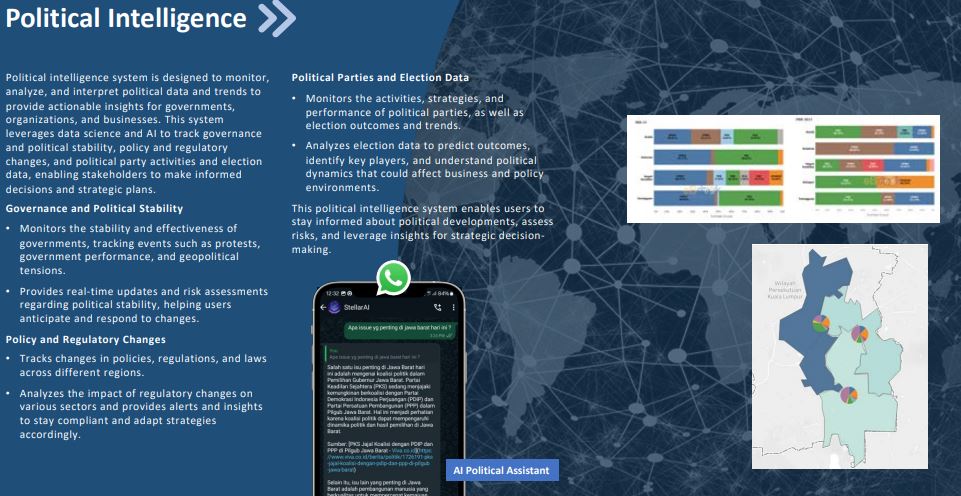 Political Intelligence
Political intelligence system is designed to monitor,
analyze, and interpret political data and trends to
provide actionable insights for governments,
organizations, and businesses. This system
leverages data science and AI to track governance
and political stability, policy and regulatory
changes, and political party activities and election
data, enabling stakeholders to make informed
decisions and strategic plans.
Governance and Political Stability
• Monitors the stability and effectiveness of
governments, tracking events such as protests,
government performance, and geopolitical
tensions.
• Provides real-time updates and risk assessments
regarding political stability, helping users
anticipate and respond to changes.
Policy and Regulatory Changes
• Tracks changes in policies, regulations, and laws
across different regions.
• Analyzes the impact of regulatory changes on
various sectors and provides alerts and insights
to stay compliant and adapt strategies
accordingly.
Political Parties and Election Data
• Monitors the activities, strategies, and
performance of political parties, as well as
election outcomes and trends.
• Analyzes election data to predict outcomes,
identify key players, and understand political
dynamics that could affect business and policy
environments.
This political intelligence system enables users to
stay informed about political developments, assess
risks, and leverage insights for strategic decision-
making.
12:32
84%
StellarAI
Apa issue yg penting di jawa barat hari ini ?
Apa issue yg penting di jawa barat hari ini ?
Salah satu isu penting di Jawa Barat hari
ini adalah mengenai koalisi politik dalam
Pemilihan Gubernur Jawa Barat. Partai
Keadilan Sejahtera (PKS) sedang menjajaki
kemungkinan berkoalisi dengan Partai
Demokrasi Indonesia Perjuangan (PDIP) dan
Partai Persatuan Pembangunan (PPP) dalam
Pilgub Jawa Barat. Hal ini menjadi perhatian
karena koalisi politik dapat mempengaruhi
dinamika politik dan hasil pemilihan di Jawa
Barat.
Sumber: [PKS Jajal Koalisi dengan PDIP dan
PPP di Pilgub Jawa Barat - Viva.co.id](https:
//www.viva.co.id/berita/politik/1726191-pks
-jajal-koalisi-dengan-pdip-dan-ppp-di-pilgub
-jawa-barat)
Selain itu, isu lain yang penting di Jawa
Barat adalah pembangunan manusia yang
AI Political Assistant
Wilayah
Persekutuan
Kuala Lumpur